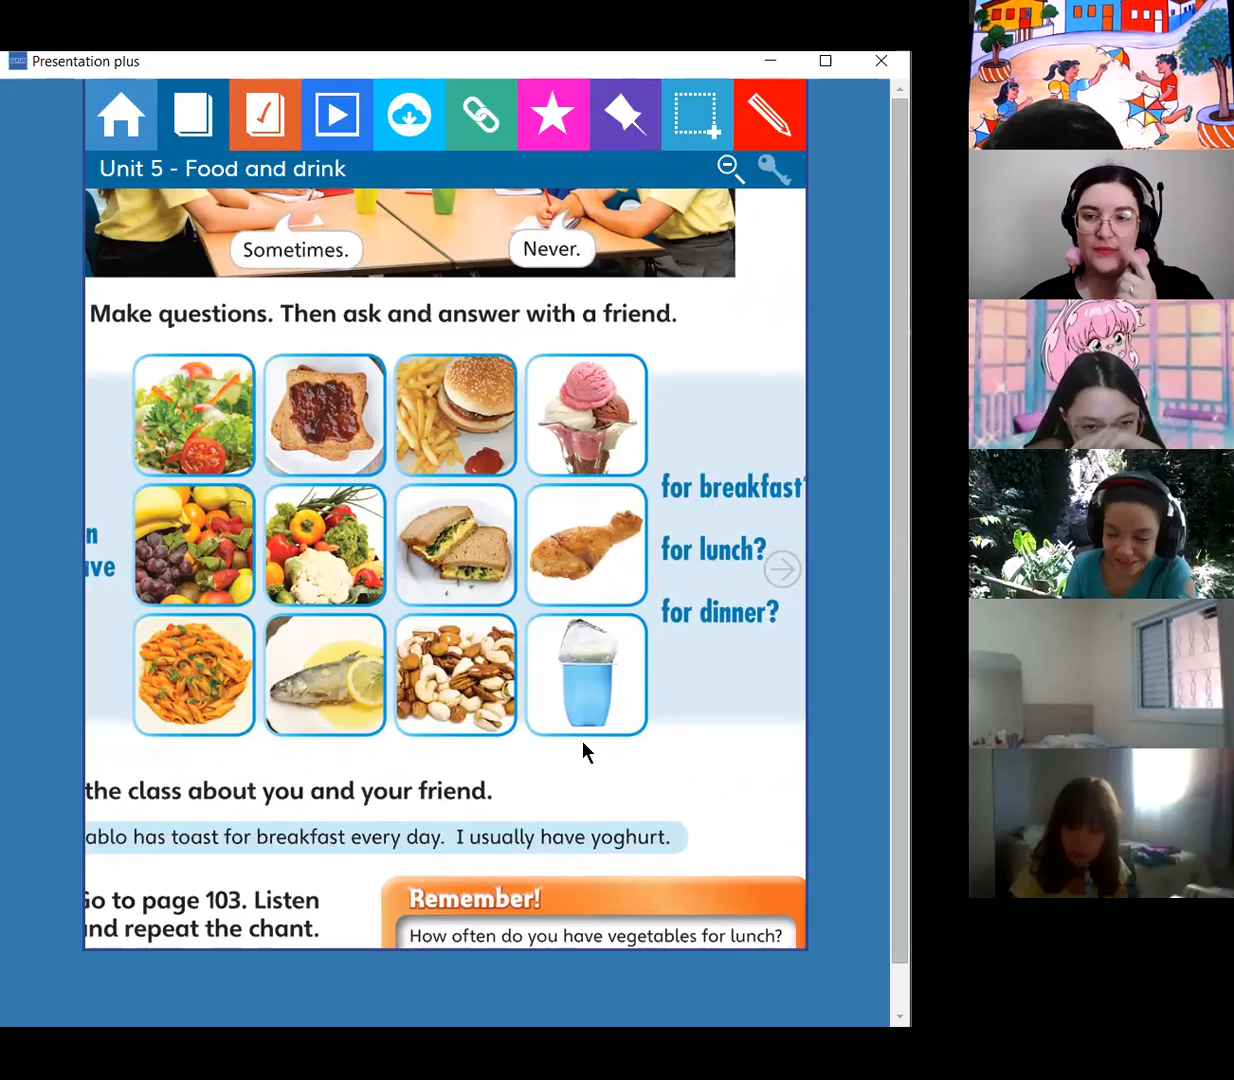 Presentation plus
Unit 5 - Food and drink
Sometimes.
Never.
Make questions. Then ask and answer with a friend.
for breakfast
for lunch?
for dinner?
the class about you and your friend.
ablo has toast for breakfast every day. I usually have yoghurt.
Go to page 103. Listen
and repeat the chant.
Remember!
How often do you have vegetables for lunch?